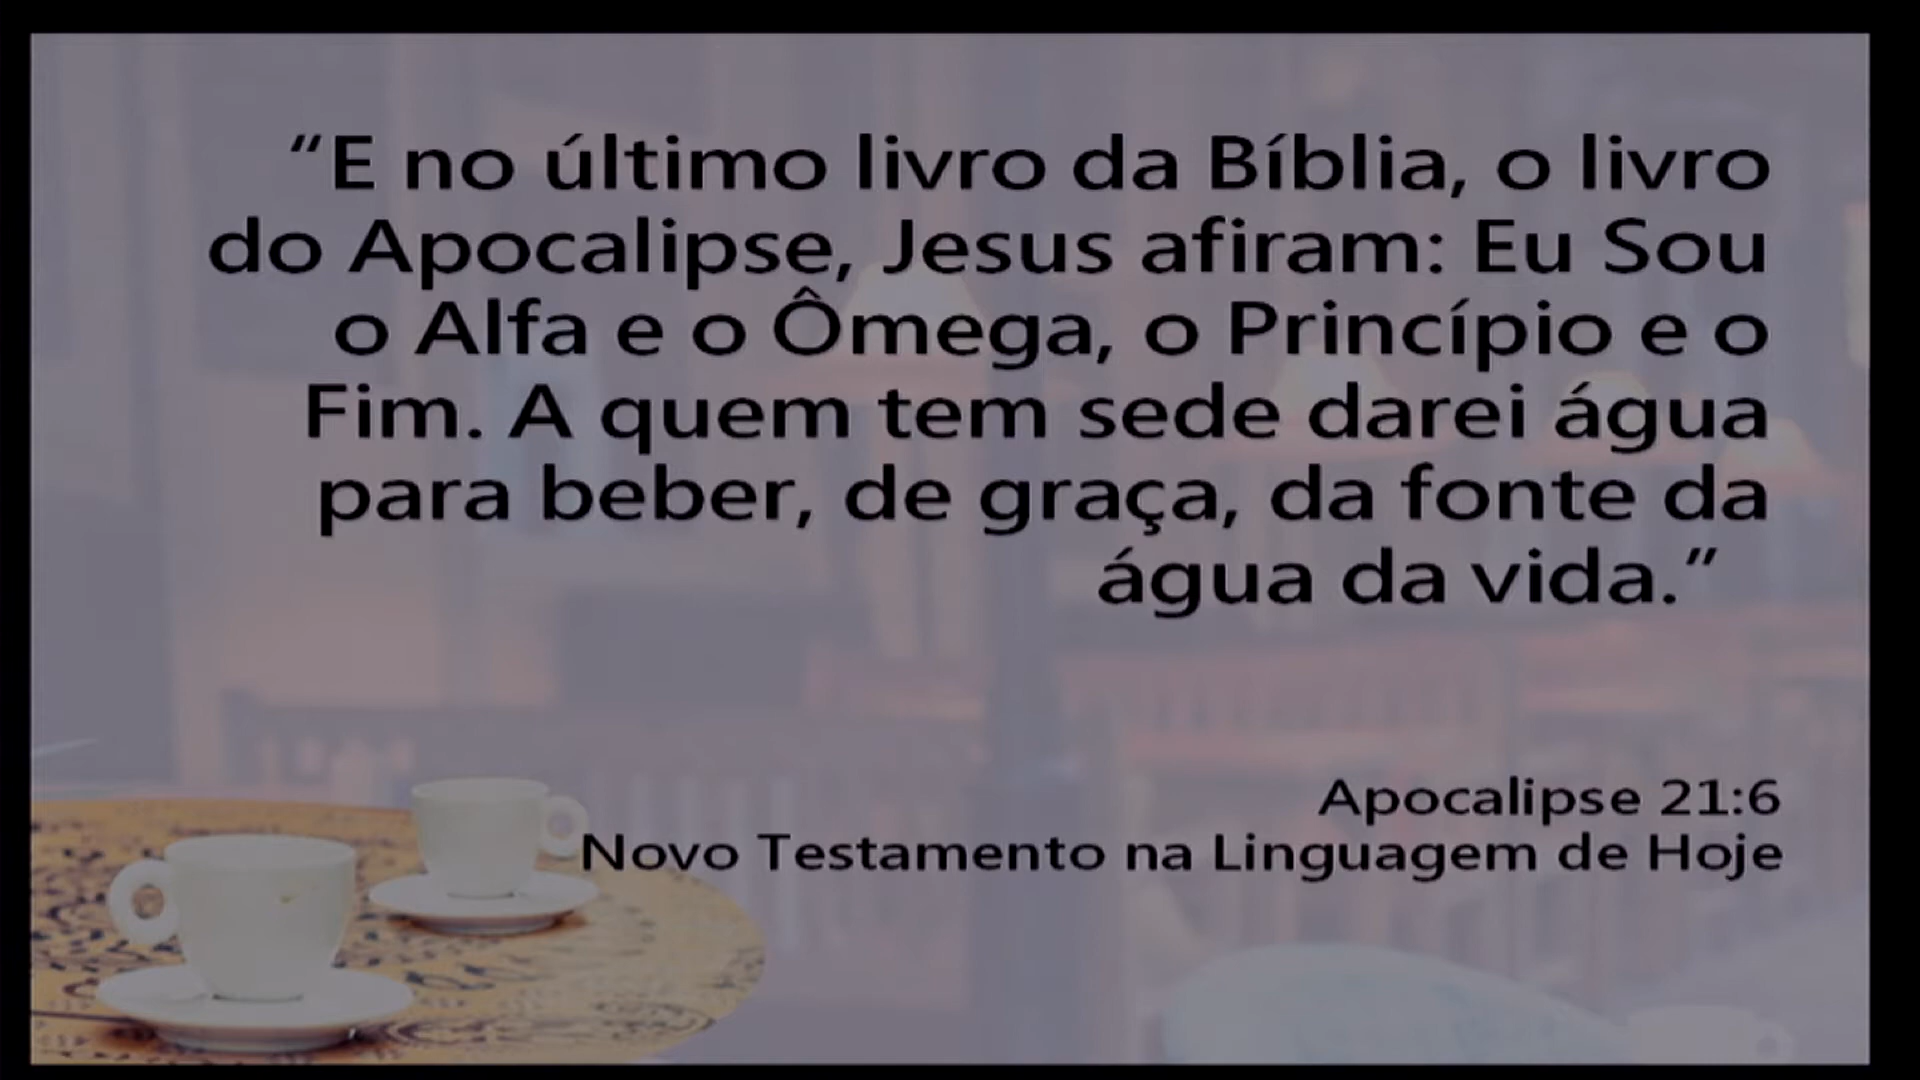 “E no último livro da Bíblia, o livro
do Apocalipse, Jesus afiram: Eu Sou
o Alfa e o Ômega, o Princípio e o
Fim. A quem tem sede darei água
para beber, de graça, da fonte da
água da vida.”
Apocalipse 21:6
Novo Testamento na Linguagem de Hoje